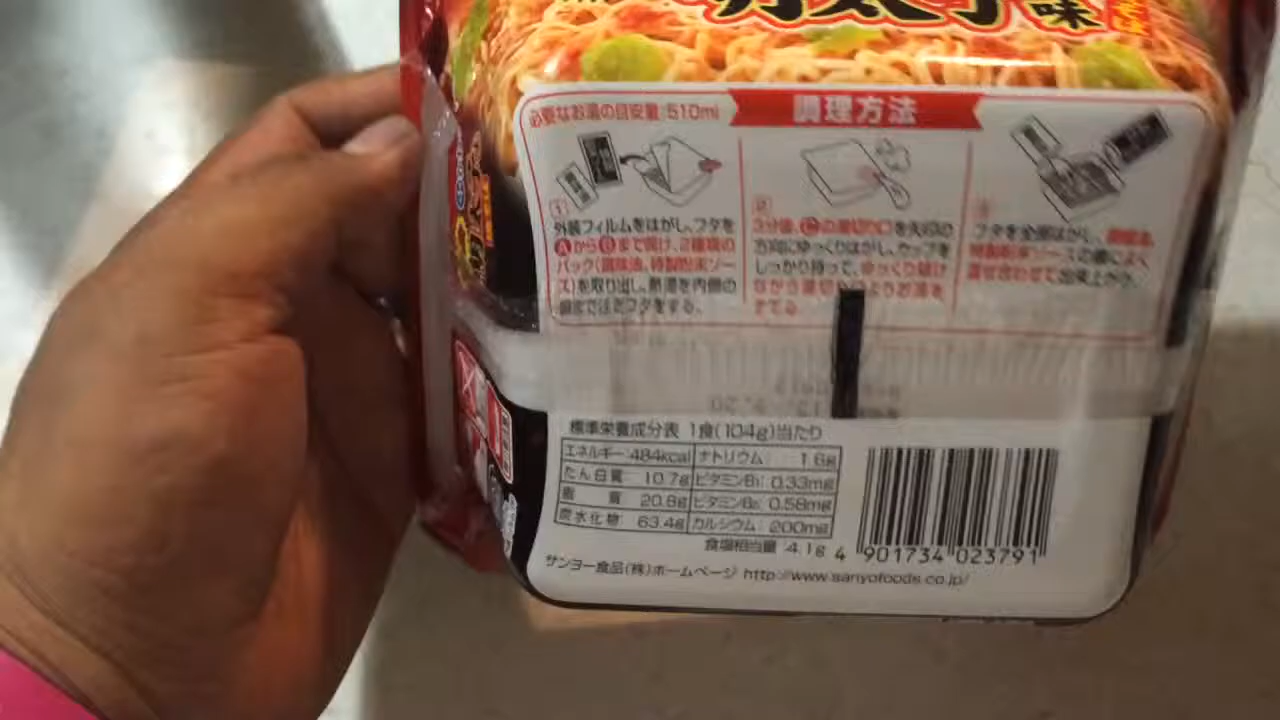 明太子味
必要なお湯の目安量:510ml
調理方法
①
外装フィルムをはがし、フタを
AからBまで開け、2種類の
パック(調味油、特製粉末ソー
ス)を取り出し、熱湯を内側の
線まで
フタをする。
②
3分後、Cの湯切り口を矢印の
方向にゆっくりはがし、カップを
しっかり持って、ゆっくり傾け
ながら湯切り口よりお湯を
すてる。
③
フタを全部はがし、調味油、
特製粉末ソースの順によく
混ぜ合わせて出来上がり。
標準栄養成分表 1食(104g)当たり
エネルギー:484kcal ナトリウム: 1.6g
たん白質: 10.7g ビタミンB1: 0.33mg
脂 質: 20.8g ビタミンB2: 0.58mg
炭水化物: 63.4g カルシウム: 200mg
食塩相当量:4.1g
4 901734 023791
サンヨー食品(株)ホームページ http://www.sanyofoods.co.jp/